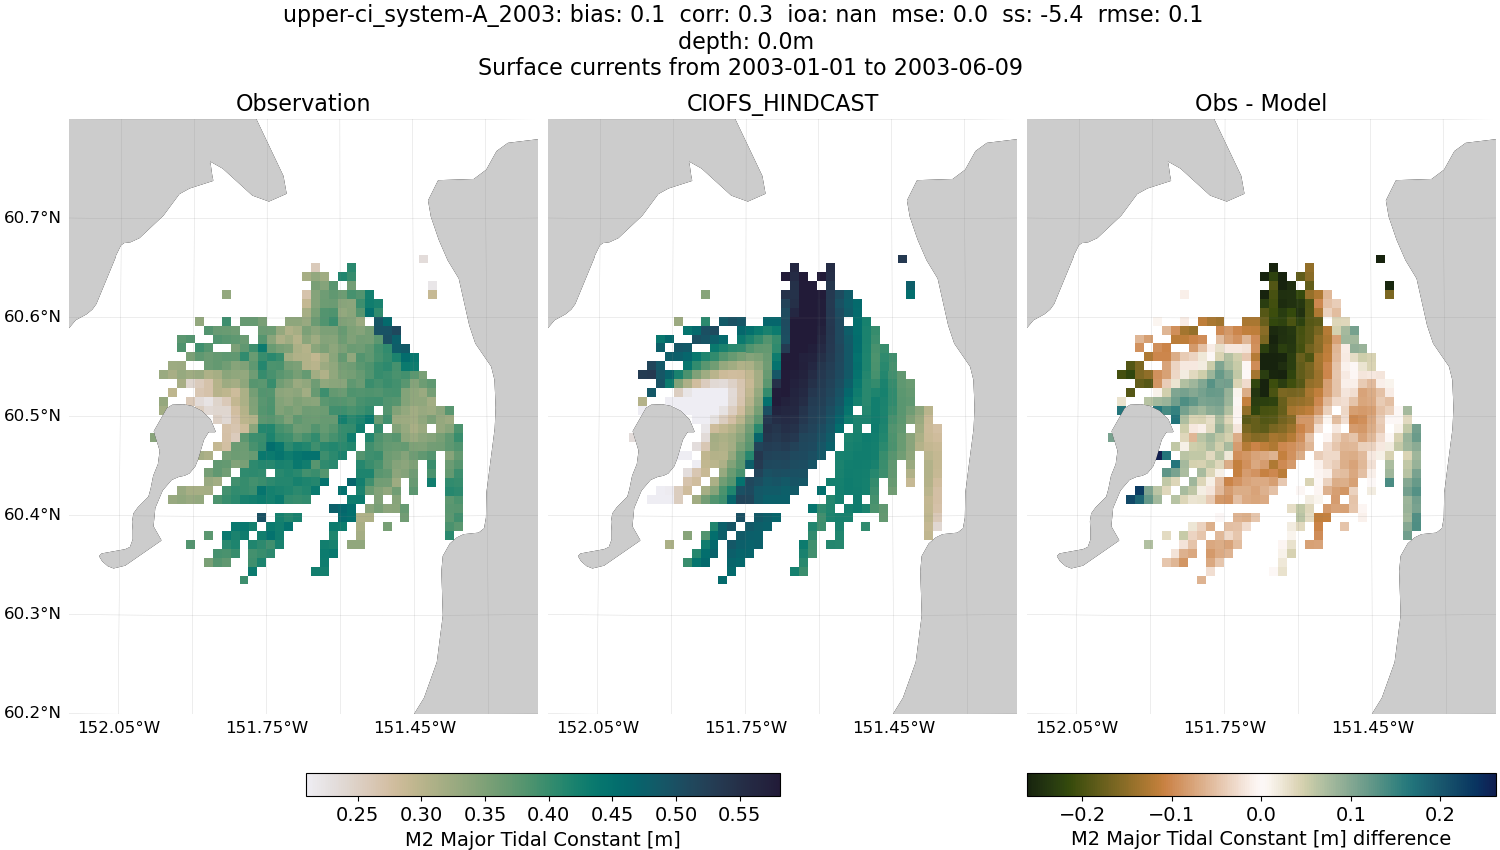 upper-ci_system-A_2003: bias: 0.1  corr: 0.3  ioa: nan  mse: 0.0  ss: -5.4  rmse: 0.1
depth: 0.0m
Surface currents from 2003-01-01 to 2003-06-09
Observation
CIOFS_HINDCAST
Obs - Model
60.7°N
60.6°N
60.5°N
60.4°N
60.3°N
60.2°N
152.05°W 151.75°W 151.45°W
152.05°W 151.75°W 151.45°W
152.05°W 151.75°W 151.45°W
0.25 0.30 0.35 0.40 0.45 0.50 0.55
M2 Major Tidal Constant [m]
−0.2 −0.1 0.0 0.1 0.2
M2 Major Tidal Constant [m] difference